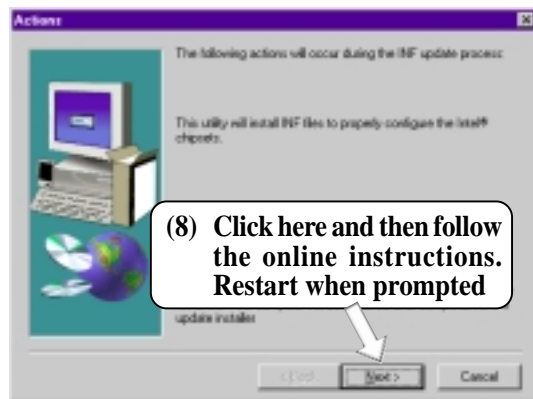 Actions
The following actions will occur during the INF update process:
This utility will install INF files to properly configure the Intel®
chipsets.
(8) Click here and then follow
the online instructions.
Restart when prompted
update installer
< Back
Next >
Cancel